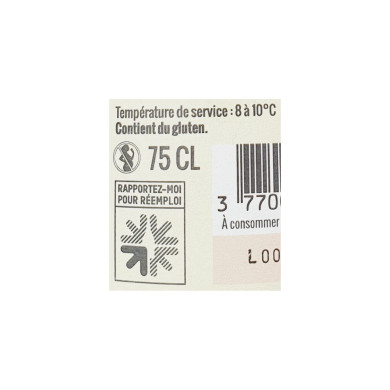 Température de service : 8 à 10°C
Contient du gluten.
75 CL
RAPPORTEZ-MOI
POUR RÉEMPLOI
3 770
À consommer
L00